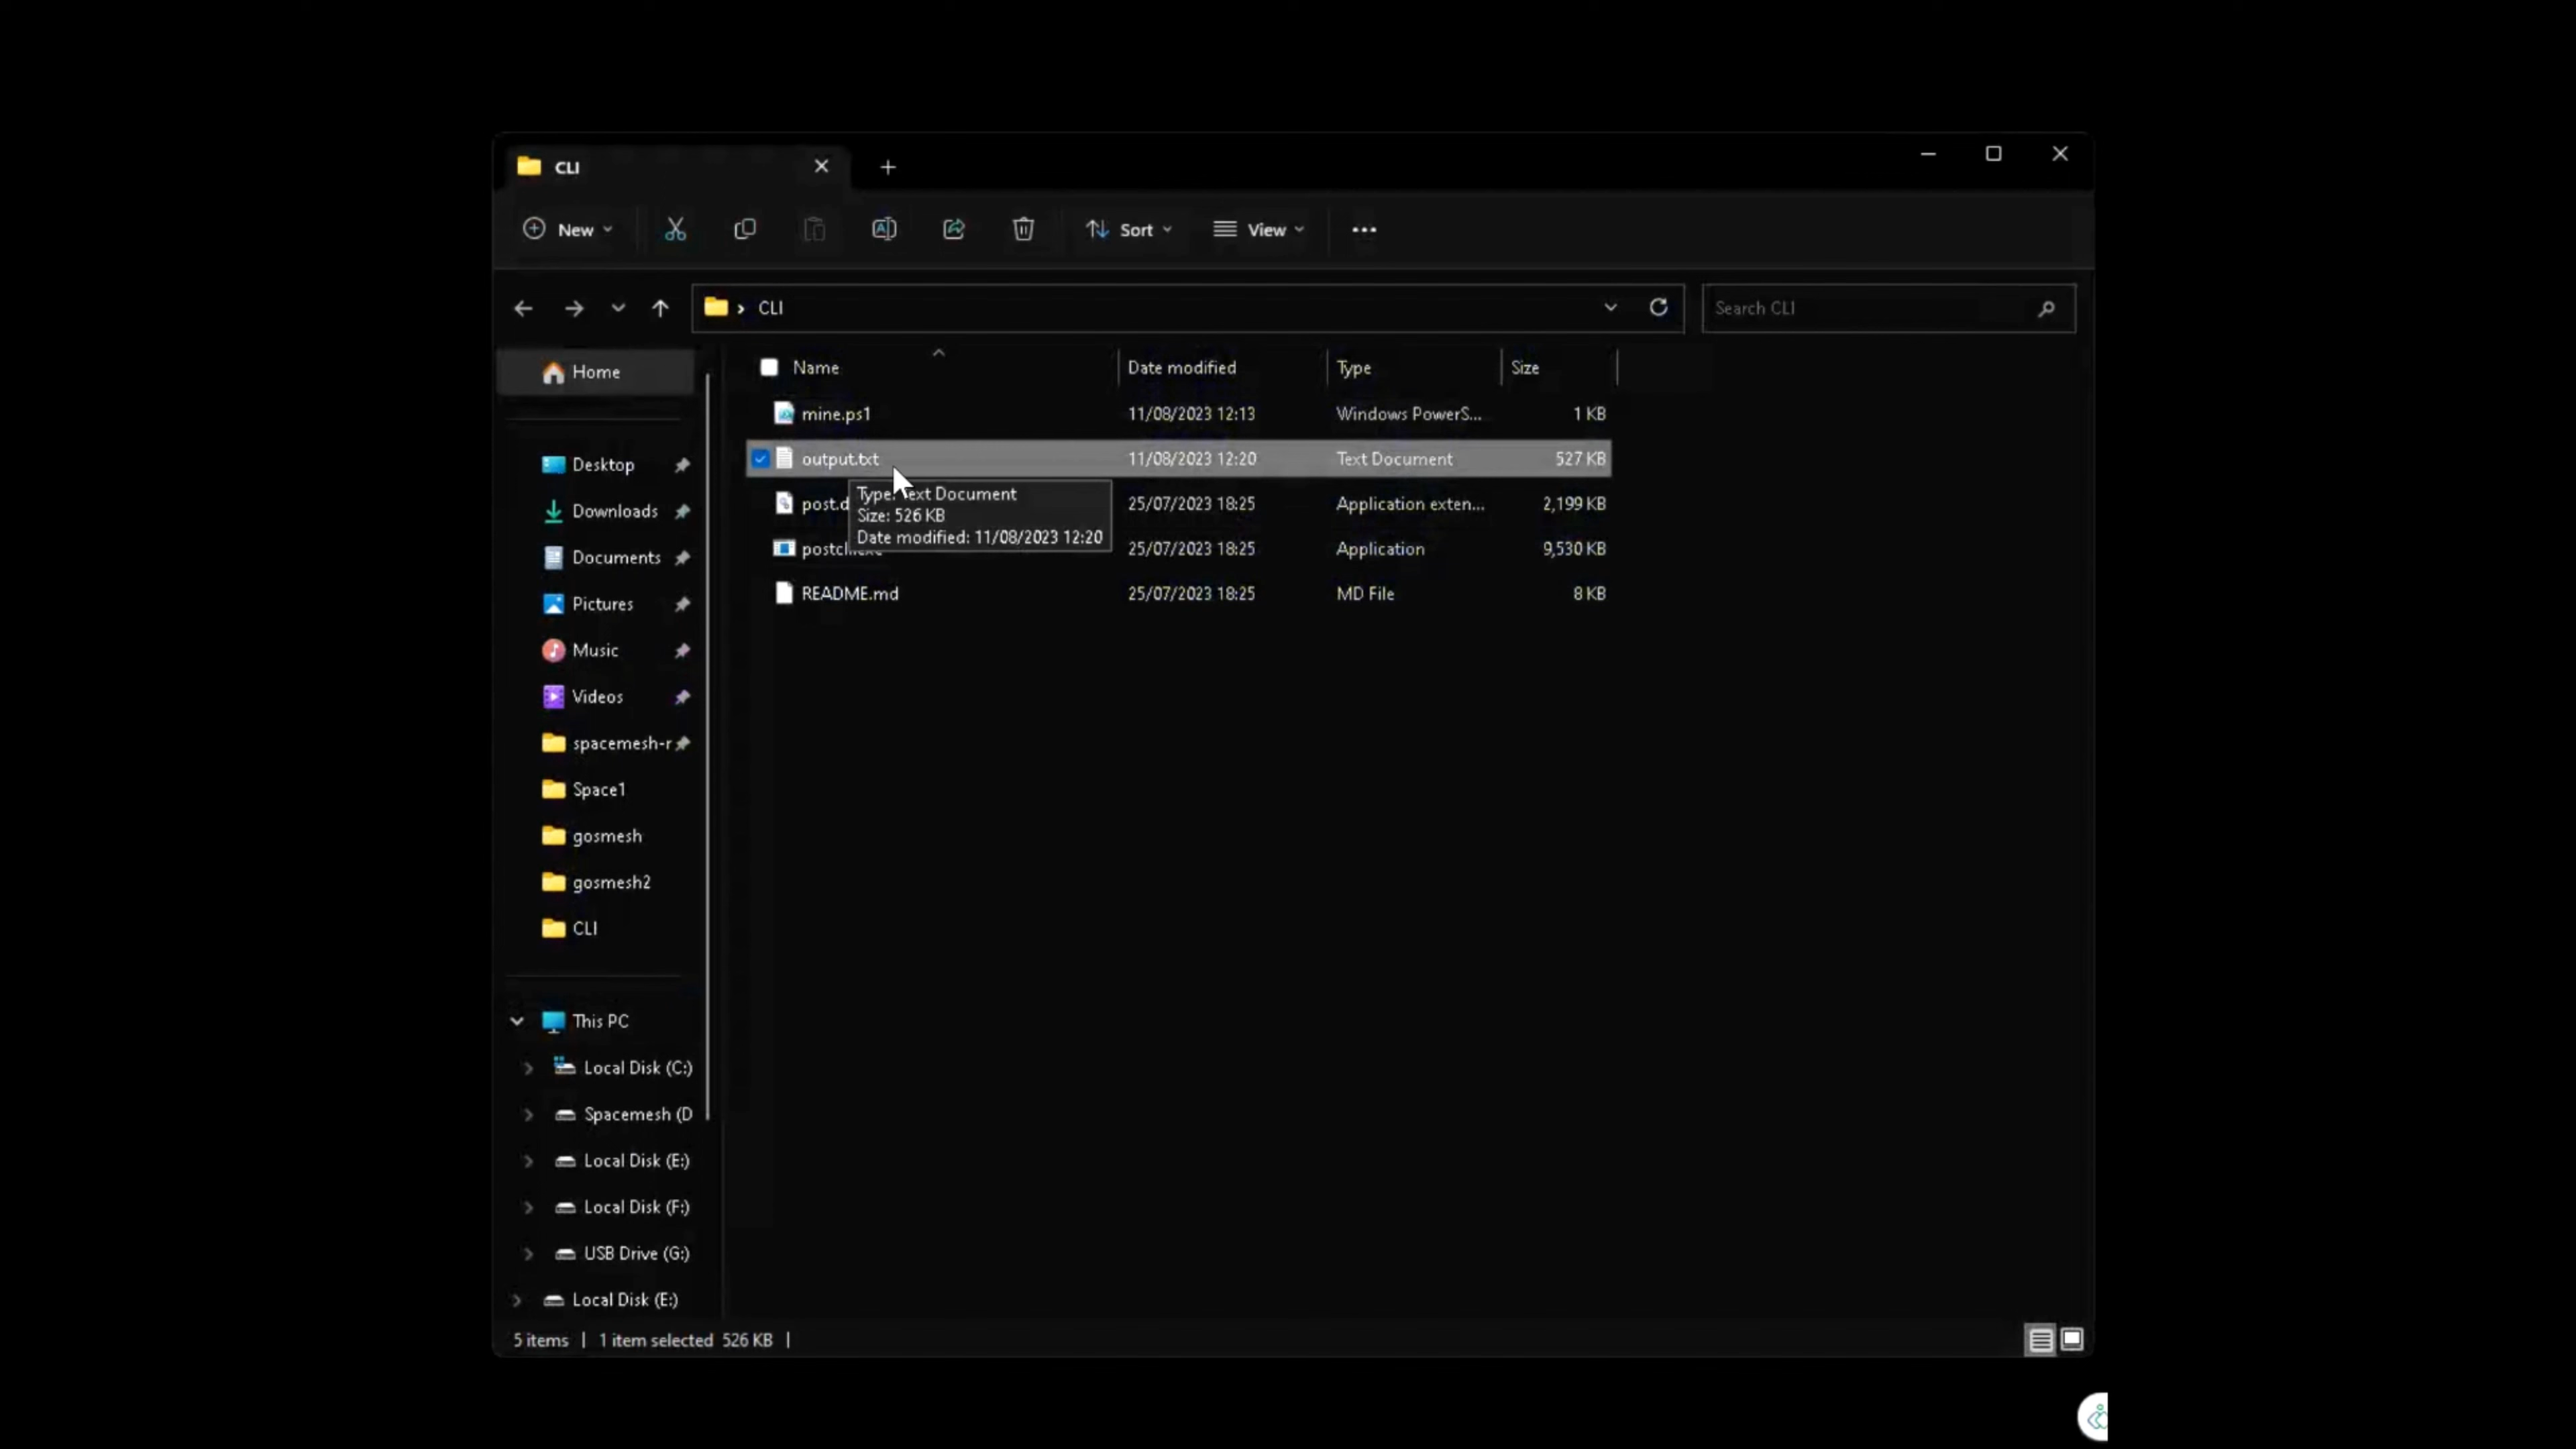 CLI
New
Sort
View
CLI
Search CLI
Home
Desktop
Downloads
Documents
Pictures
Music
Videos
spacemesh-r
Space1
gosmesh
gosmesh2
CLI
This PC
Local Disk (C:)
Spacemesh (D
Local Disk (E:)
Local Disk (F:)
USB Drive (G:)
Local Disk (E:)
Name Date modified Type Size
mine.ps1 11/08/2023 12:13 Windows PowerS... 1 KB
output.txt 11/08/2023 12:20 Text Document 527 KB
post.d 25/07/2023 18:25 Application exten... 2,199 KB
25/07/2023 18:25 Application 9,530 KB
README.md 25/07/2023 18:25 MD File 8 KB
Type: Text Document
Size: 526 KB
Date modified: 11/08/2023 12:20
5 items | 1 item selected 526 KB |